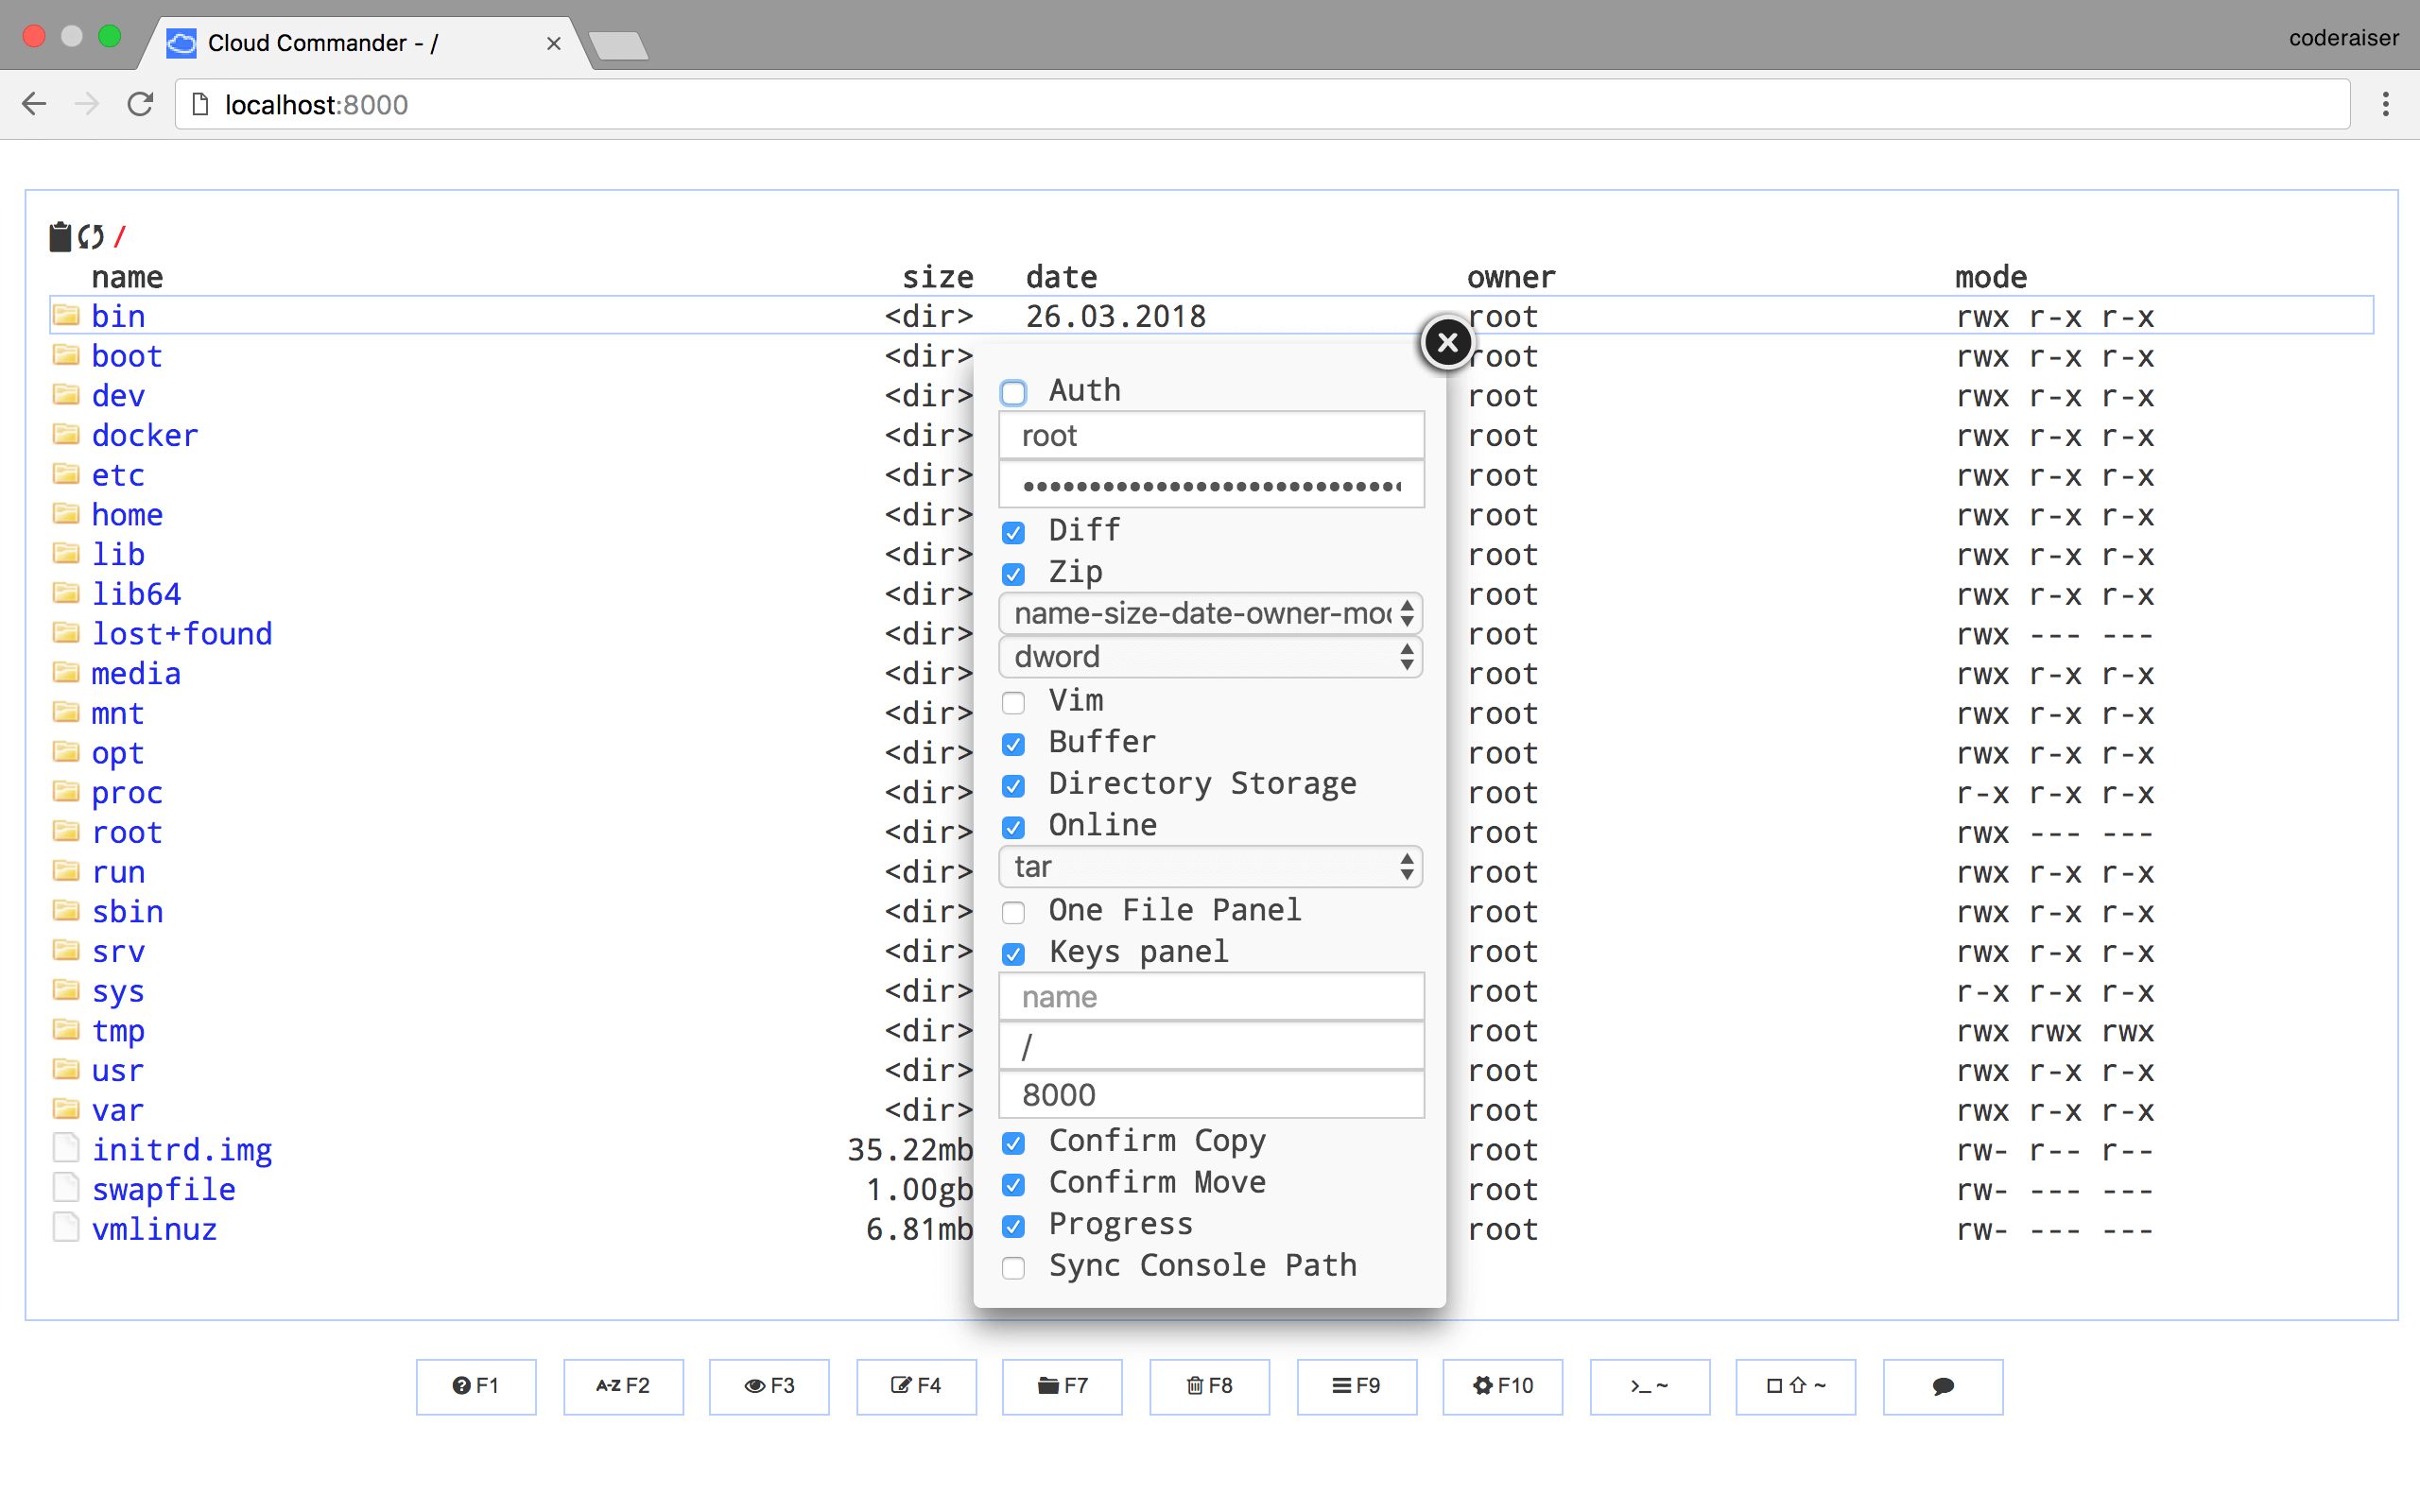 Cloud Commander - /
coderaiser
localhost:8000
/
name size date owner mode
bin <dir> 26.03.2018 root rwx r-x r-x
boot <dir> root rwx r-x r-x
dev <dir> root rwx r-x r-x
docker <dir> root rwx r-x r-x
etc <dir> root rwx r-x r-x
home <dir> root rwx r-x r-x
lib <dir> root rwx r-x r-x
lib64 <dir> root rwx r-x r-x
lost+found <dir> root rwx --- ---
media <dir> root rwx r-x r-x
mnt <dir> root rwx r-x r-x
opt <dir> root rwx r-x r-x
proc <dir> root r-x r-x r-x
root <dir> root rwx --- ---
run <dir> root rwx r-x r-x
sbin <dir> root rwx r-x r-x
srv <dir> root rwx r-x r-x
sys <dir> root r-x r-x r-x
tmp <dir> root rwx rwx rwx
usr <dir> root rwx r-x r-x
var <dir> root rwx r-x r-x
initrd.img 35.22mb root rw- r-- r--
swapfile 1.00gb root rw- --- ---
vmlinuz 6.81mb root rw- --- ---
Auth
root
Diff
Zip
name-size-date-owner-mo
dword
Vim
Buffer
Directory Storage
Online
tar
One File Panel
Keys panel
name
/
8000
Confirm Copy
Confirm Move
Progress
Sync Console Path
F1 A-Z F2 F3 F4 F7 F8 F9 F10 >_ ~ ~